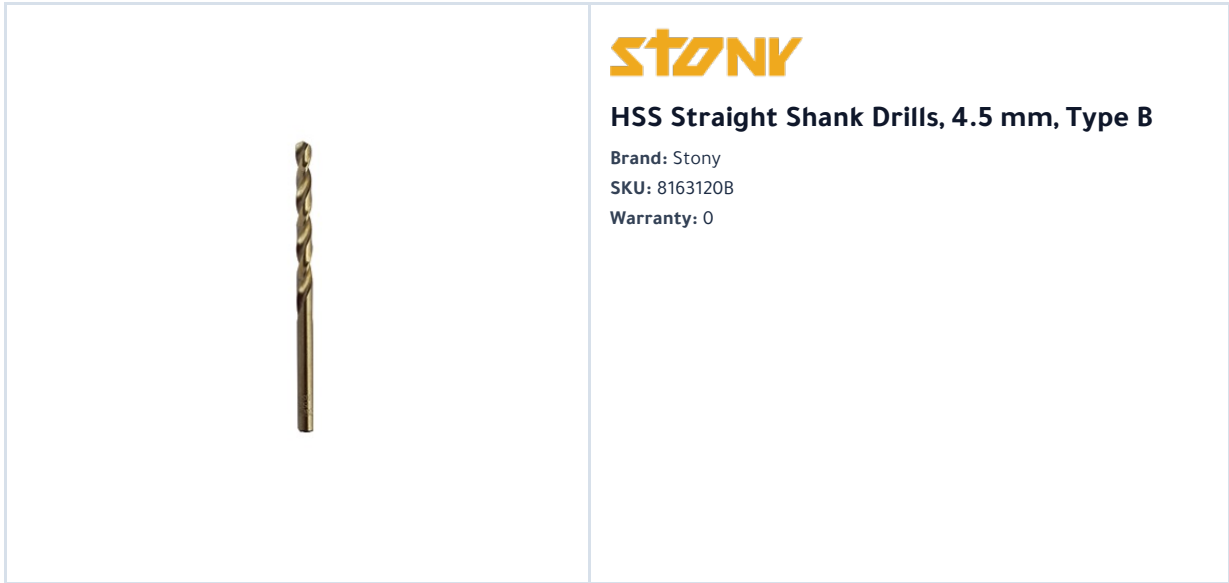 STONY
HSS Straight Shank Drills, 4.5 mm, Type B
Brand: Stony
SKU: 8163120B
Warranty: 0